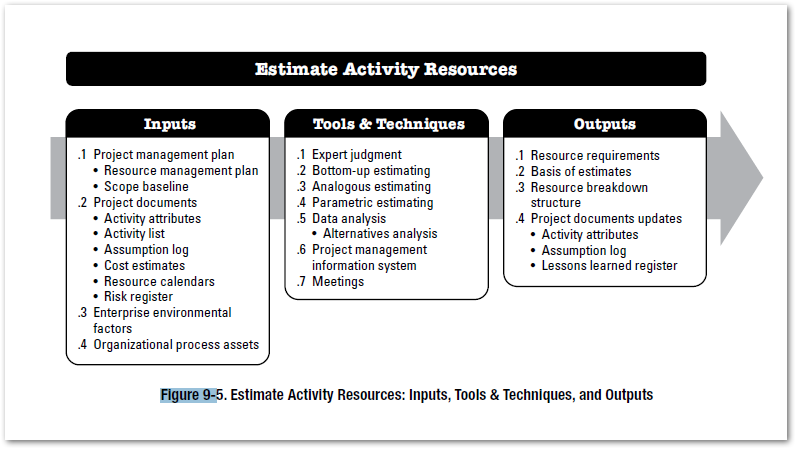 Estimate Activity Resources
Inputs
.1 Project management plan
• Resource management plan
• Scope baseline
.2 Project documents
• Activity attributes
• Activity list
• Assumption log
• Cost estimates
• Resource calendars
• Risk register
.3 Enterprise environmental
factors
.4 Organizational process assets
Tools & Techniques
.1 Expert judgment
.2 Bottom-up estimating
.3 Analogous estimating
.4 Parametric estimating
.5 Data analysis
• Alternatives analysis
.6 Project management
information system
.7 Meetings
Outputs
.1 Resource requirements
.2 Basis of estimates
.3 Resource breakdown
structure
.4 Project documents updates
• Activity attributes
• Assumption log
• Lessons learned register
Figure 9-5. Estimate Activity Resources: Inputs, Tools & Techniques, and Outputs